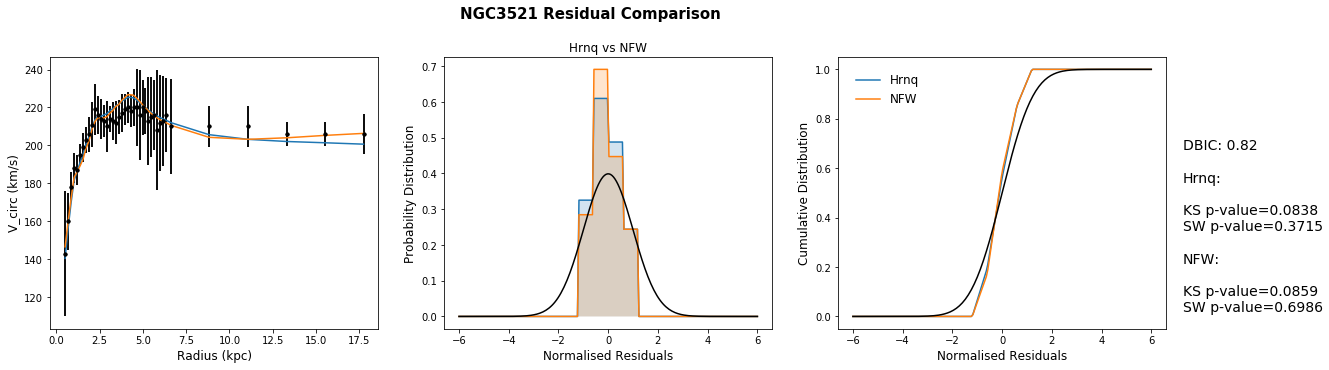 NGC3521 Residual Comparison
V_circ (km/s)
240
220
200
180
160
140
120
0.0 2.5 5.0 7.5 10.0 12.5 15.0 17.5
Radius (kpc)
Hrnq vs NFW
Probability Distribution
0.7
0.6
0.5
0.4
0.3
0.2
0.1
0.0
−6 −4 −2 0 2 4 6
Normalised Residuals
Cumulative Distribution
1.0
0.8
0.6
0.4
0.2
0.0
Hrnq
NFW
−6 −4 −2 0 2 4 6
Normalised Residuals
DBIC: 0.82
Hrnq:
KS p-value=0.0838
SW p-value=0.3715
NFW:
KS p-value=0.0859
SW p-value=0.6986